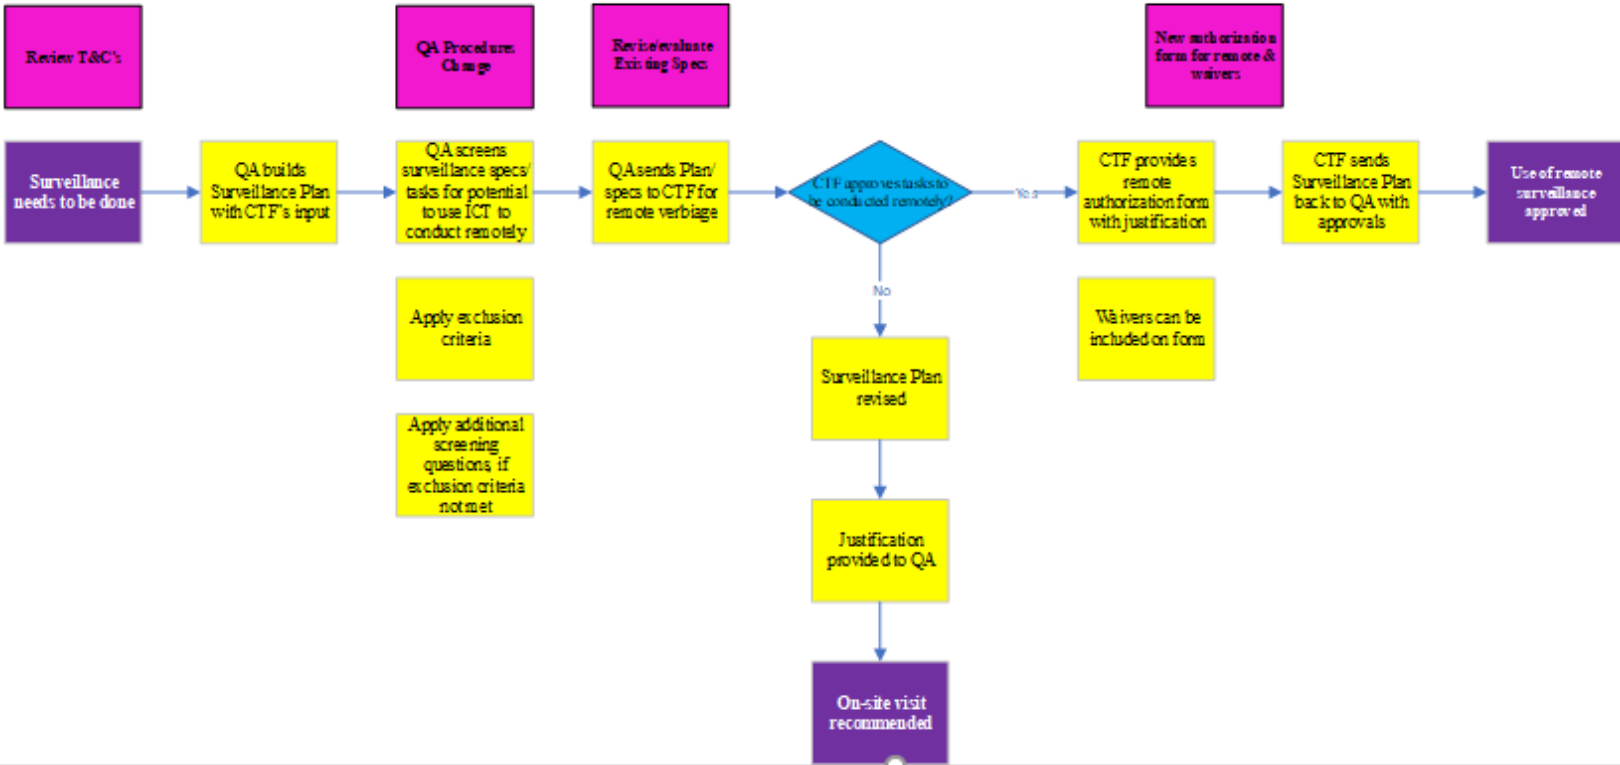 Review T&C's
QA Procedures
Change
Revise/evaluate
Existing Specs
New authorization
form for remote &
waivers
Surveillance
needs to be done
QA builds
Surveillance Plan
with CTF's input
QA screens
surveillance specs/
tasks for potential
to use ICT to
conduct remotely
QA sends Plan/
specs to CTF for
remote verbiage
CTF approves tasks to
be conducted remotely?
Yes
CTF provides
remote
authorization form
with justification
CTF sends
Surveillance Plan
back to QA with
approvals
Use of remote
surveillance
approved
No
Apply exclusion
criteria
Waivers can be
included on form
Surveillance Plan
revised
Apply additional
screening
questions, if
exclusion criteria
not met
Justification
provided to QA
On-site visit
recommended